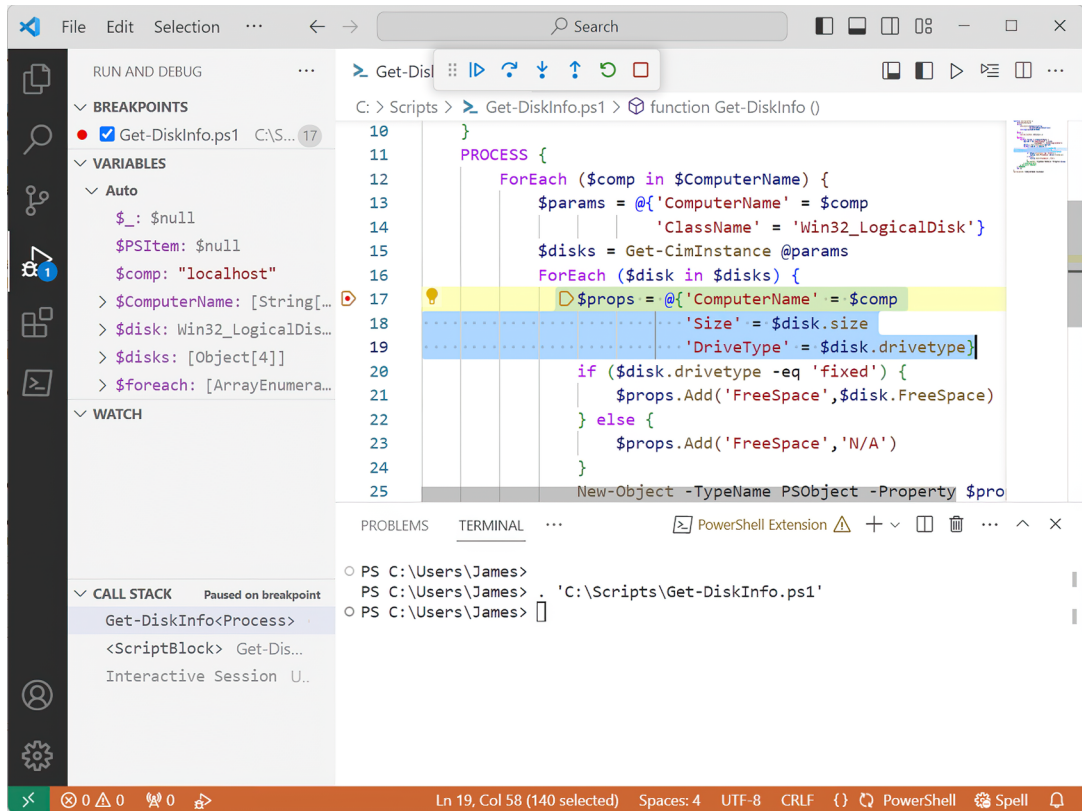 File Edit Selection ··· Search
RUN AND DEBUG ···
BREAKPOINTS
Get-DiskInfo.ps1 C:\S... 17
VARIABLES
Auto
$_: $null
$PSItem: $null
$comp: "localhost"
$ComputerName: [String[...
$disk: Win32_LogicalDis...
$disks: [Object[4]]
$foreach: [ArrayEnumera...
WATCH
CALL STACK Paused on breakpoint
Get-DiskInfo<Process>
<ScriptBlock> Get-Dis...
Interactive Session U..
1
Get-Dis
C: > Scripts > Get-DiskInfo.ps1 > function Get-DiskInfo ()
10 }
11 PROCESS {
12 ForEach ($comp in $ComputerName) {
13 $params = @{'ComputerName' = $comp
14 'ClassName' = 'Win32_LogicalDisk'}
15 $disks = Get-CimInstance @params
16 ForEach ($disk in $disks) {
17 $props = @{'ComputerName' = $comp
18 'Size' = $disk.size
19 'DriveType' = $disk.drivetype}
20 if ($disk.drivetype -eq 'fixed') {
21 $props.Add('FreeSpace',$disk.FreeSpace)
22 } else {
23 $props.Add('FreeSpace','N/A')
24 }
25 New-Object -TypeName PSObject -Property $pro
PROBLEMS TERMINAL ··· PowerShell Extension
PS C:\Users\James>
PS C:\Users\James> . 'C:\Scripts\Get-DiskInfo.ps1'
PS C:\Users\James>
0 0 0 Ln 19, Col 58 (140 selected) Spaces: 4 UTF-8 CRLF {} PowerShell Spell